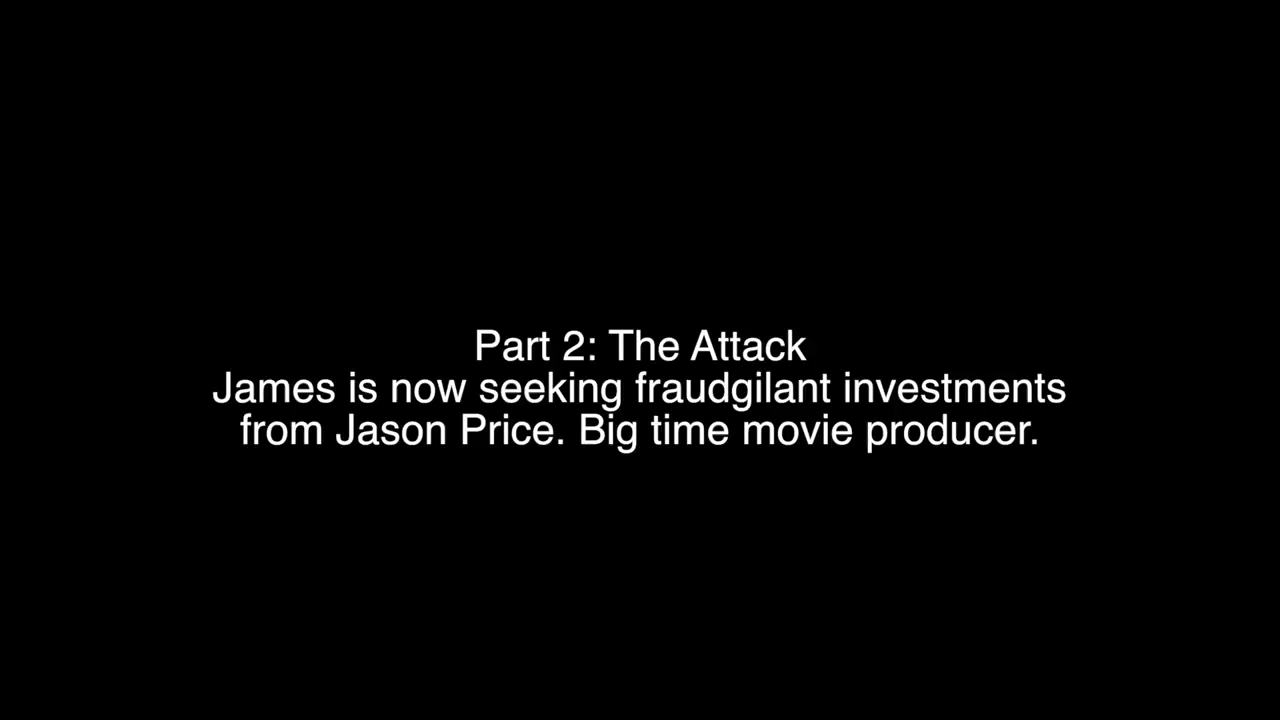 Part 2: The Attack
James is now seeking fraudgilant investments
from Jason Price. Big time movie producer.